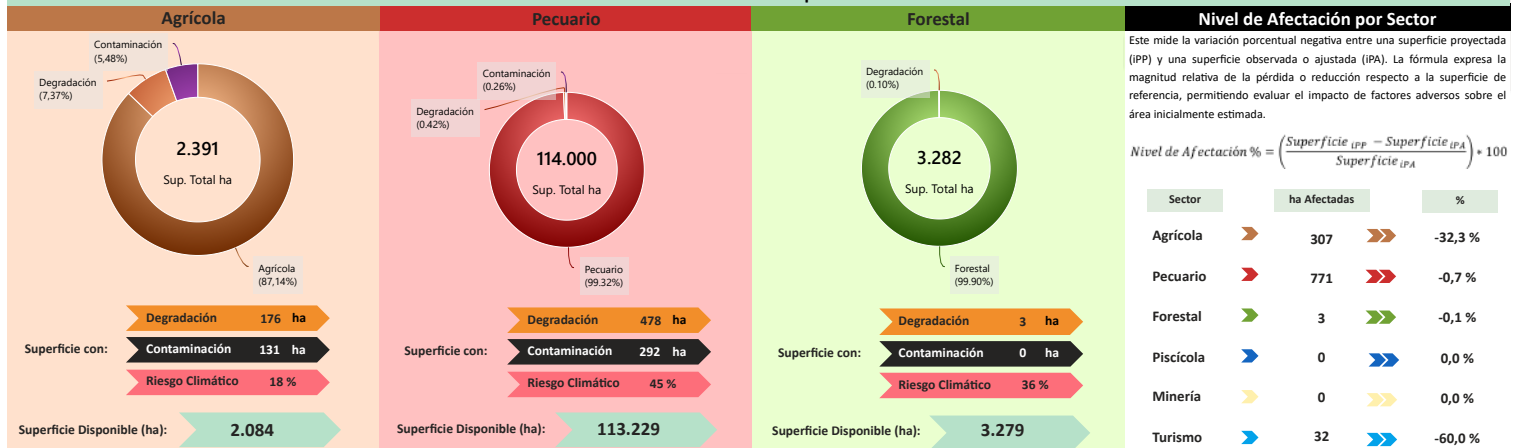 Agrícola
Contaminación
(5,48%)
Degradación
(7,37%)
2.391
Sup. Total ha
Agrícola
(87,14%)
Superficie con:
Degradación 176 ha
Contaminación 131 ha
Riesgo Climático 18 %
Superficie Disponible (ha): 2.084
Pecuario
Contaminación
(0.26%)
Degradación
(0.42%)
114.000
Sup. Total ha
Pecuario
(99.32%)
Superficie con:
Degradación 478 ha
Contaminación 292 ha
Riesgo Climático 45 %
Superficie Disponible (ha): 113.229
Forestal
Degradación
(0.10%)
3.282
Sup. Total ha
Forestal
(99.90%)
Superficie con:
Degradación 3 ha
Contaminación 0 ha
Riesgo Climático 36 %
Superficie Disponible (ha): 3.279
Nivel de Afectación por Sector
Este mide la variación porcentual negativa entre una superficie proyectada
(iPP) y una superficie observada o ajustada (iPA). La fórmula expresa la
magnitud relativa de la pérdida o reducción respecto a la superficie de
referencia, permitiendo evaluar el impacto de factores adversos sobre el
área inicialmente estimada.
Nivel de Afectación % = (Superficie iPP − Superficie iPA / Superficie iPA) * 100
Sector ha Afectadas %
Agrícola 307 -32,3 %
Pecuario 771 -0,7 %
Forestal 3 -0,1 %
Piscícola 0 0,0 %
Minería 0 0,0 %
Turismo 32 -60,0 %